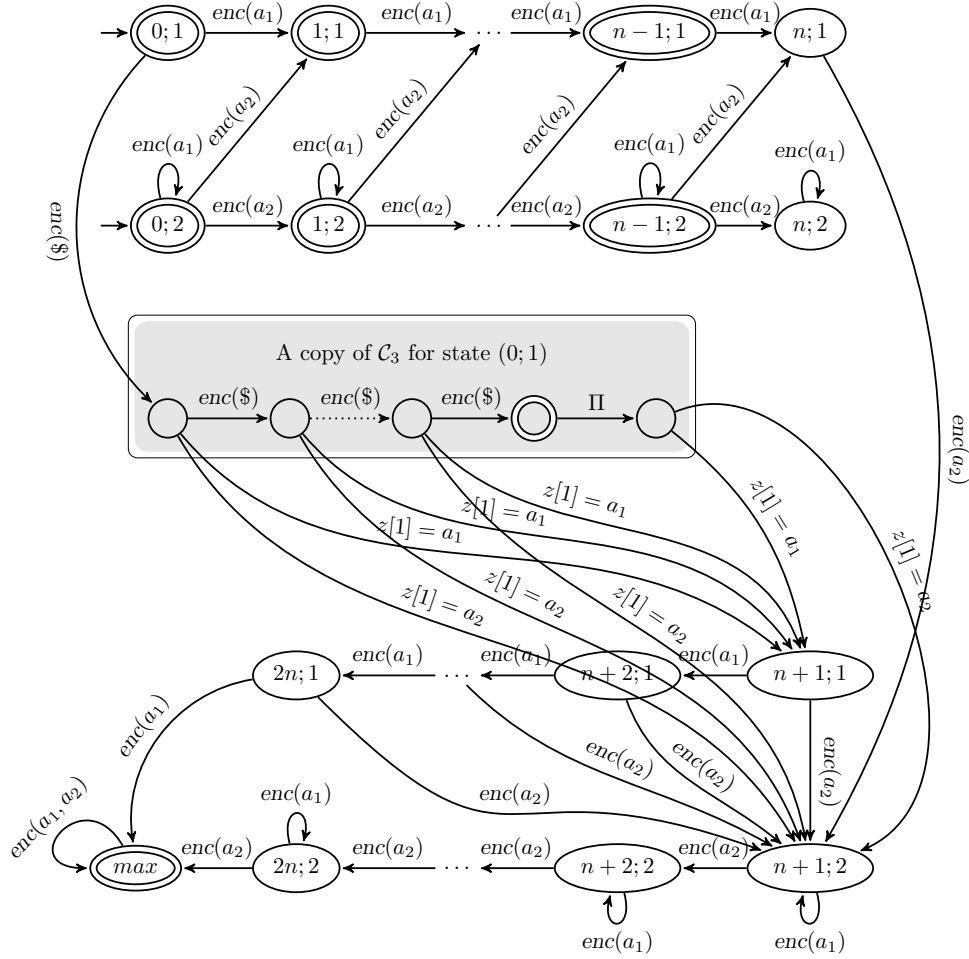 enc(a₁) enc(a₁) enc(a₁) enc(a₁)
0; 1 1; 1 ··· n − 1; 1 n; 1
enc(a₂) enc(a₂) enc(a₂) enc(a₂)
enc(a₁) enc(a₁) enc(a₁) enc(a₁)
enc(a₂) enc(a₂) enc(a₂) enc(a₂)
0; 2 1; 2 ··· n − 1; 2 n; 2
enc($)
A copy of 𝒞₃ for state (0; 1)
enc($) enc($) enc($) Π
enc(a₂)
z[1] = a₁ z[1] = a₁ z[1] = a₁ z[1] = a₁
z[1] = a₂ z[1] = a₂ z[1] = a₂ z[1] = a₂
enc(a₁) enc(a₁) enc(a₁)
2n; 1 ··· n + 2; 1 n + 1; 1
enc(a₁) enc(a₂) enc(a₂) enc(a₂)
enc(a₂)
enc(a₁, a₂) enc(a₁)
enc(a₂) enc(a₂) enc(a₂) enc(a₂)
max 2n; 2 ··· n + 2; 2 n + 1; 2
enc(a₁) enc(a₁)